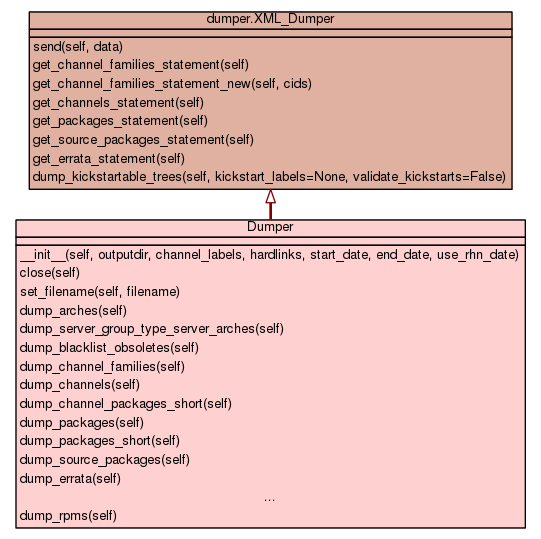 dumper.XML_Dumper
send(self, data)
get_channel_families_statement(self)
get_channel_families_statement_new(self, cids)
get_channels_statement(self)
get_packages_statement(self)
get_source_packages_statement(self)
get_errata_statement(self)
dump_kickstartable_trees(self, kickstart_labels=None, validate_kickstarts=False)
Dumper
__init__(self, outputdir, channel_labels, hardlinks, start_date, end_date, use_rhn_date)
close(self)
set_filename(self, filename)
dump_arches(self)
dump_server_group_type_server_arches(self)
dump_blacklist_obsoletes(self)
dump_channel_families(self)
dump_channels(self)
dump_channel_packages_short(self)
dump_packages(self)
dump_packages_short(self)
dump_source_packages(self)
dump_errata(self)
...
dump_rpms(self)